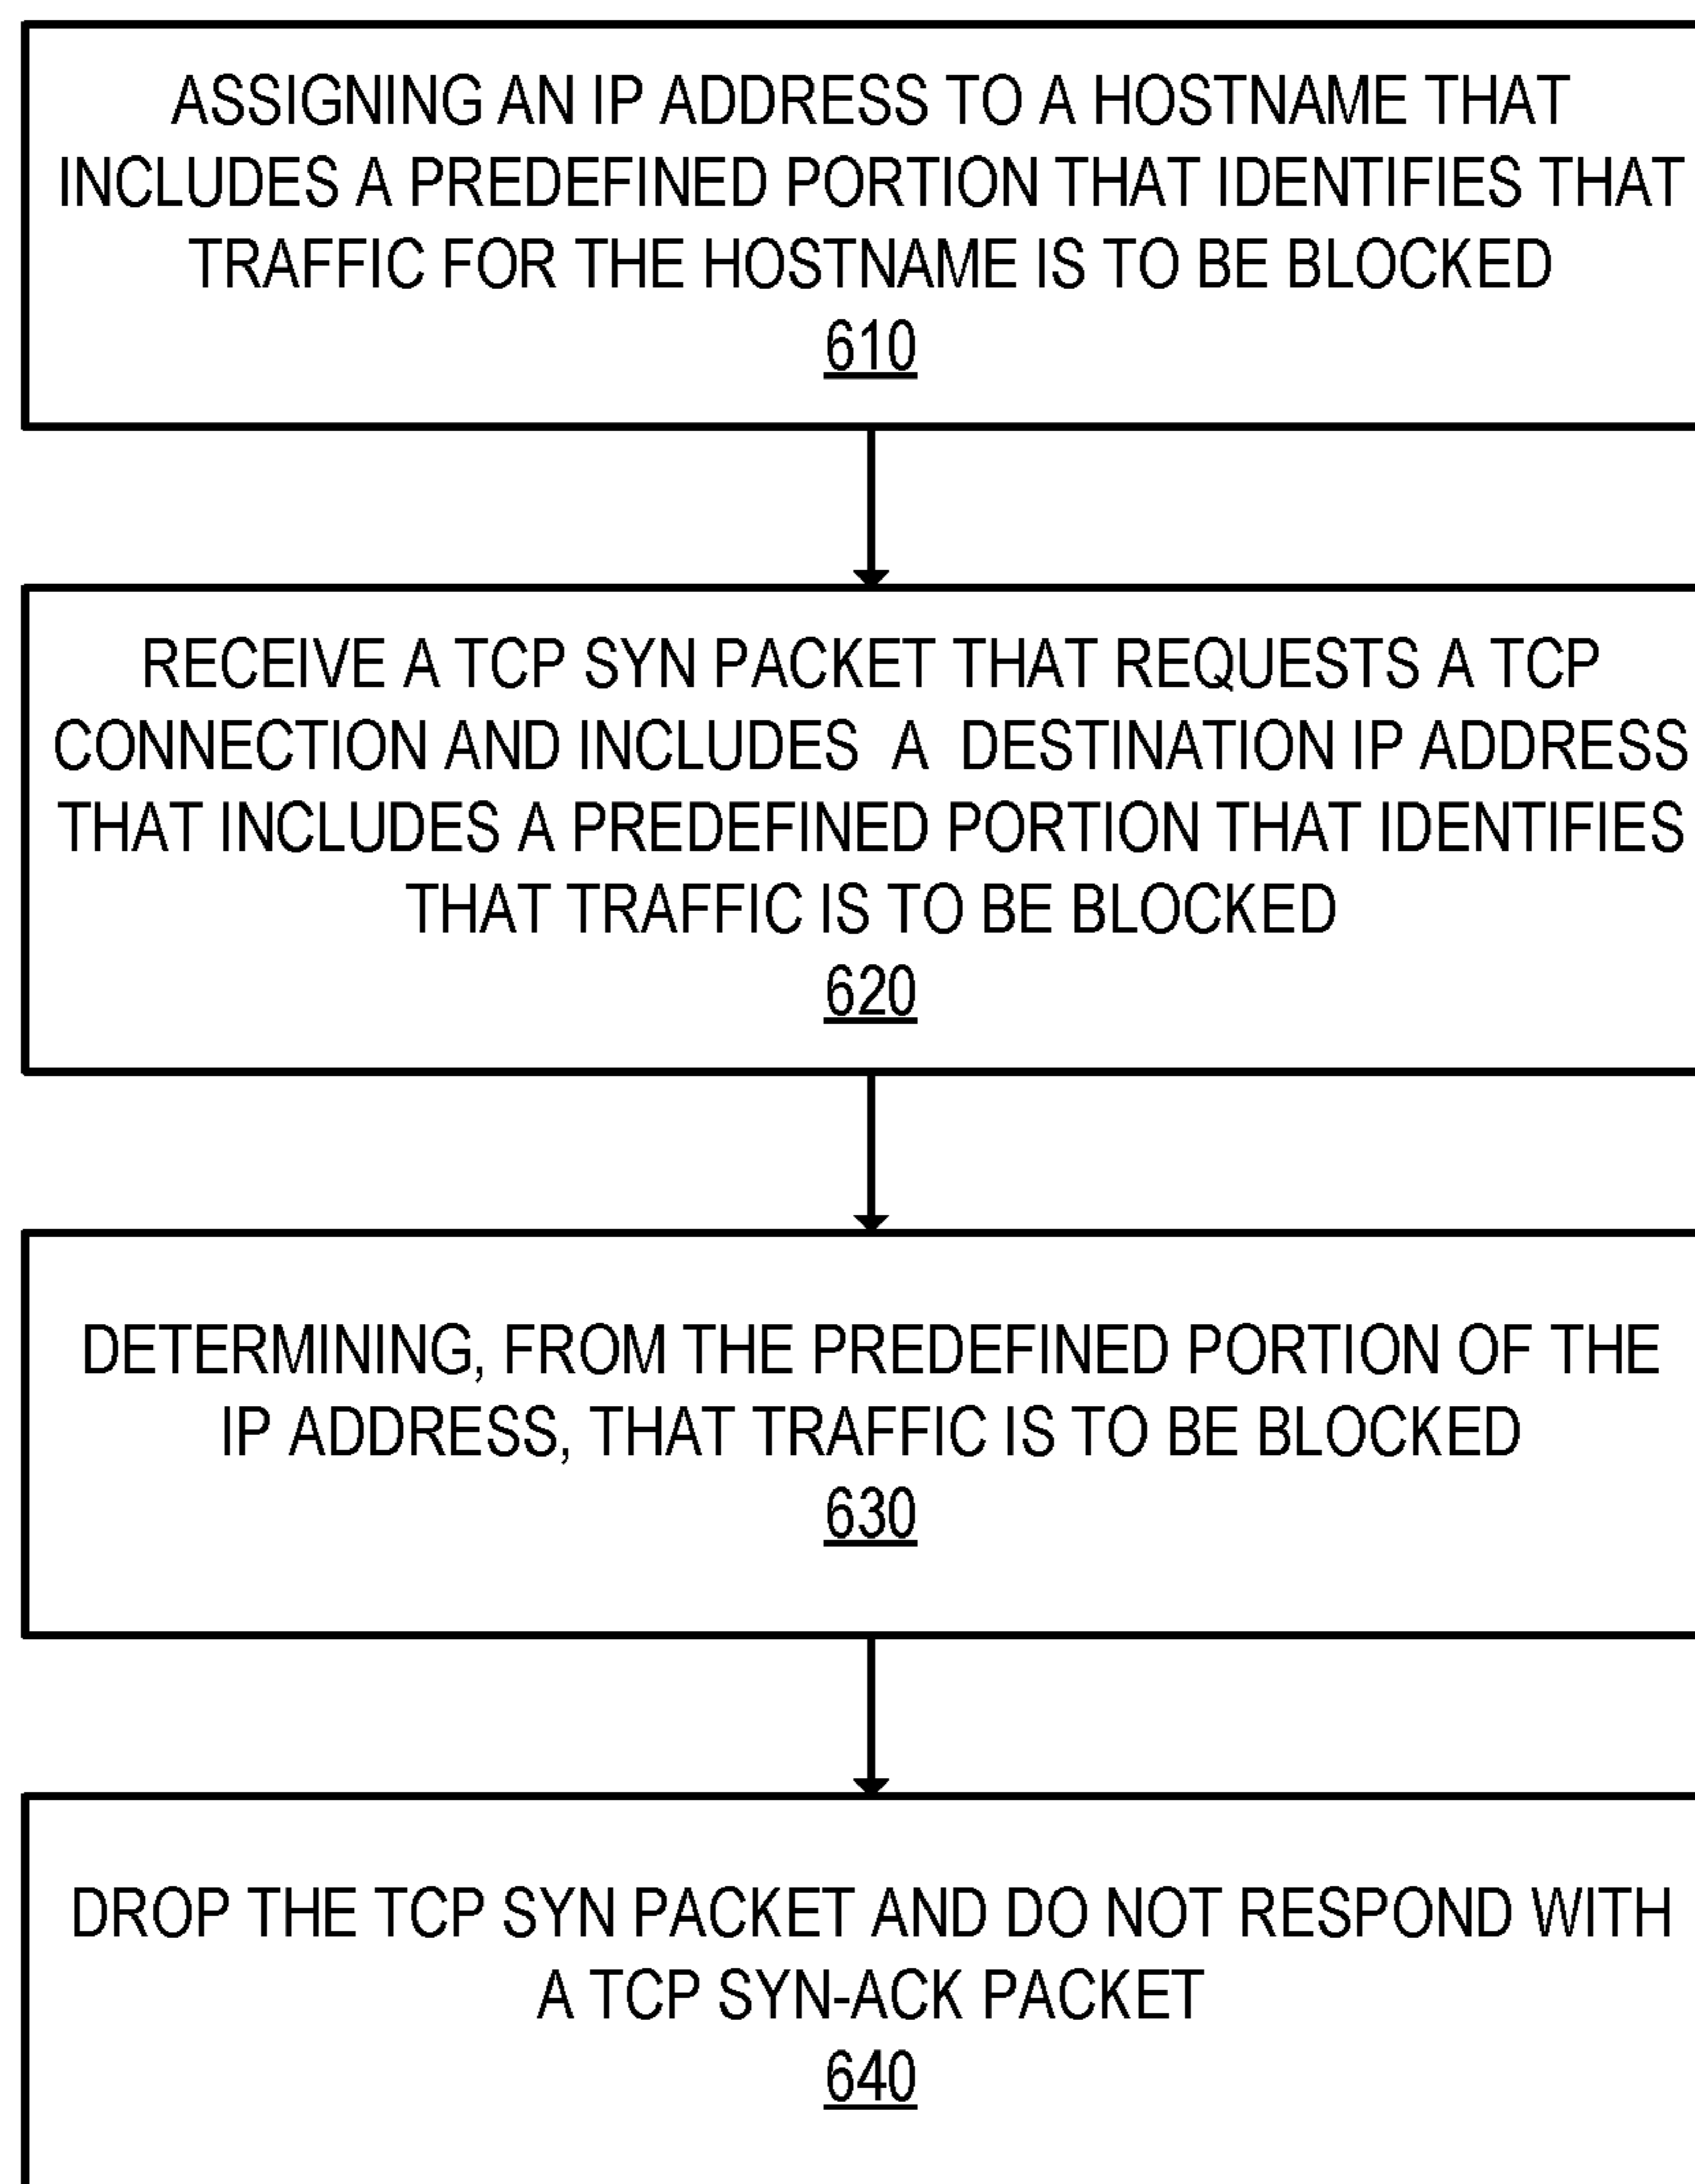 ASSIGNING AN IP ADDRESS TO A HOSTNAME THAT
INCLUDES A PREDEFINED PORTION THAT IDENTIFIES THAT
TRAFFIC FOR THE HOSTNAME IS TO BE BLOCKED
610
RECEIVE A TCP SYN PACKET THAT REQUESTS A TCP
CONNECTION AND INCLUDES A DESTINATION IP ADDRESS
THAT INCLUDES A PREDEFINED PORTION THAT IDENTIFIES
THAT TRAFFIC IS TO BE BLOCKED
620
DETERMINING, FROM THE PREDEFINED PORTION OF THE
IP ADDRESS, THAT TRAFFIC IS TO BE BLOCKED
630
DROP THE TCP SYN PACKET AND DO NOT RESPOND WITH
A TCP SYN-ACK PACKET
640